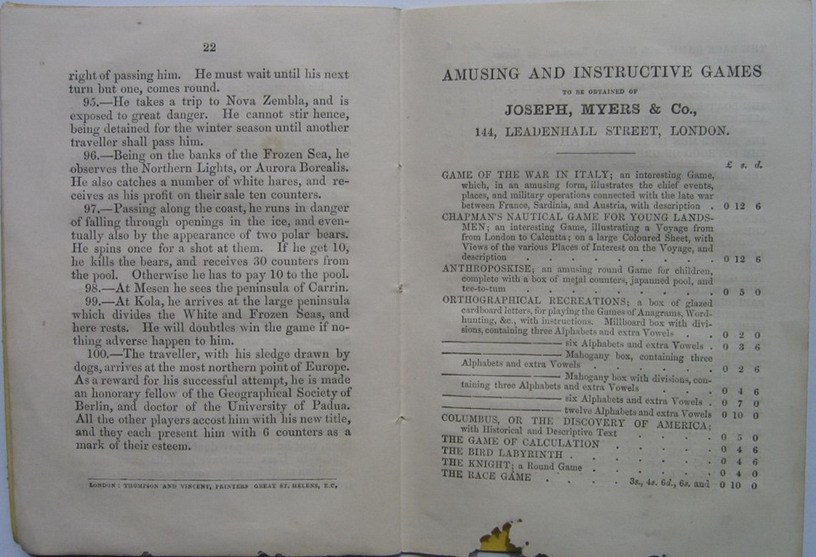 22
right of passing him. He must wait until his next
turn but one, comes round.
95.—He takes a trip to Nova Zembla, and is
exposed to great danger. He cannot stir hence,
being detained for the winter season until another
traveller shall pass him.
96.—Being on the banks of the Frozen Sea, he
observes the Northern Lights, or Aurora Borealis.
He also catches a number of white hares, and re-
ceives as his profit on their sale ten counters.
97.—Passing along the coast, he runs in danger
of falling through openings in the ice, and even-
tually also by the appearance of two polar bears.
He spins once for a shot at them. If he get 10,
he kills the bears, and receives 30 counters from
the pool. Otherwise he has to pay 10 to the pool.
98.—At Mesen he sees the peninsula of Carrin.
99.—At Kola, he arrives at the large peninsula
which divides the White and Frozen Seas, and
here rests. He will doubtles win the game if no-
thing adverse happen to him.
100.—The traveller, with his sledge drawn by
dogs, arrives at the most northern point of Europe.
As a reward for his successful attempt, he is made
an honorary fellow of the Geographical Society of
Berlin, and doctor of the University of Padua.
All the other players accost him with his new title,
and they each present him with 6 counters as a
mark of their esteem.
LONDON: THOMPSON AND VINCENT, PRINTERS GREAT ST. HELENS, E.C.
AMUSING AND INSTRUCTIVE GAMES
TO BE OBTAINED OF
JOSEPH, MYERS & Co.,
144, LEADENHALL STREET, LONDON.
£ s. d.
GAME OF THE WAR IN ITALY; an interesting Game,
which, in an amusing form, illustrates the chief events,
places, and military operations connected with the late war
between France, Sardinia, and Austria, with description . 0 12 6
CHAPMAN'S NAUTICAL GAME FOR YOUNG LANDS-
MEN; an interesting Game, illustrating a Voyage from
from London to Calcutta; on a large Coloured Sheet, with
Views of the various Places of Interest on the Voyage, and
description . . . . . . . 0 12 6
ANTHROPOSKISE; an amusing round Game for children,
complete with a box of metal counters, japanned pool, and
tee-to-tum . . . . . . . 0 5 0
ORTHOGRAPHICAL RECREATIONS; a box of glazed
cardboard letters, for playing the Games of Anagrams, Word-
hunting, &c., with instructions. Millboard box with divi-
sions, containing three Alphabets and extra Vowels . . 0 2 0
six Alphabets and extra Vowels . 0 3 6
Mahogany box, containing three
Alphabets and extra Vowels . . . . . 0 2 6
Mahogany box with divisions, con-
taining three Alphabets and extra Vowels . . . 0 4 6
six Alphabets and extra Vowels . 0 7 0
twelve Alphabets and extra Vowels 0 10 0
COLUMBUS, OR THE DISCOVERY OF AMERICA;
with Historical and Descriptive Text . . . 0 5 0
THE GAME OF CALCULATION . . . . 0 4 6
THE BIRD LABYRINTH . . . . . 0 4 6
THE KNIGHT; a Round Game . . . . . 0 4 0
THE RACE GAME . . . . 3s., 4s. 6d., 6s. and 0 10 0